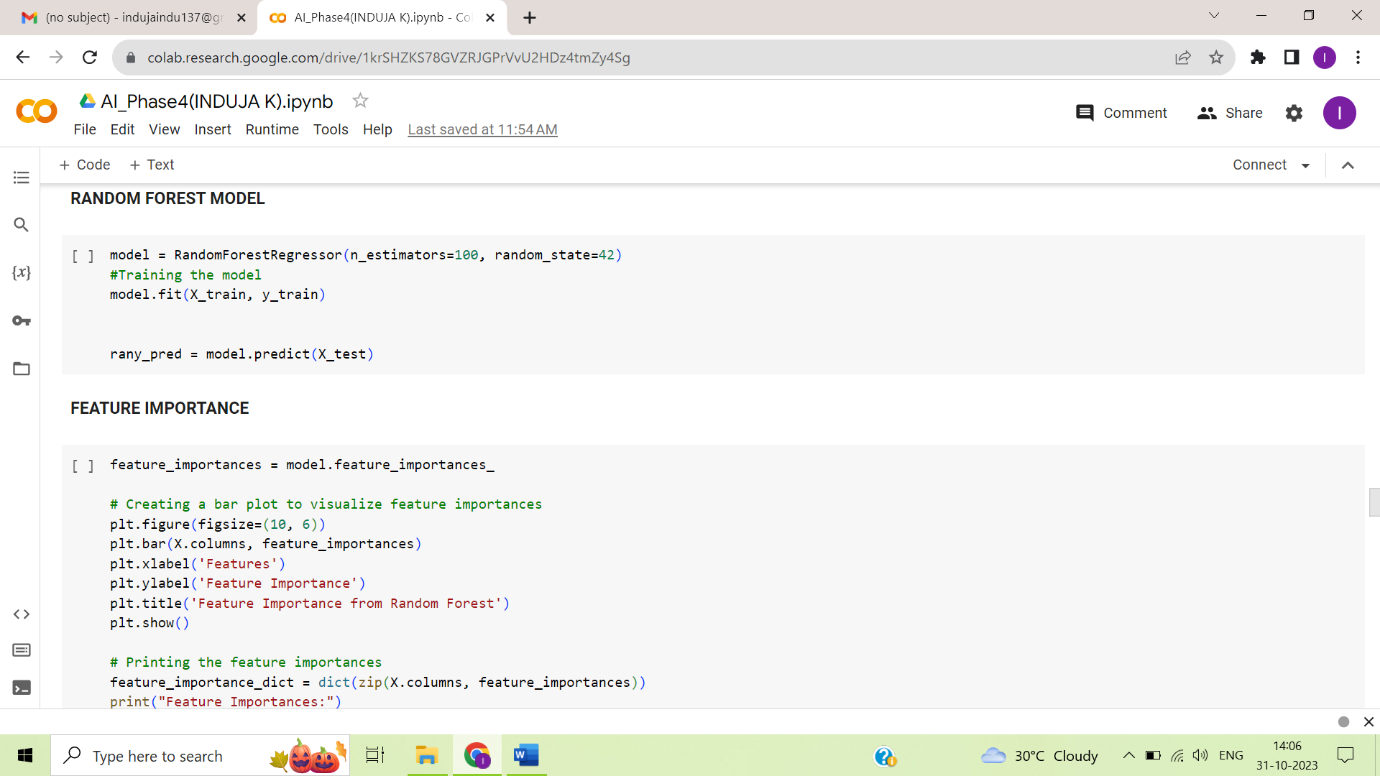 (no subject) - indujaindu137@g
AI_Phase4(INDUJA K).ipynb - Co
colab.research.google.com/drive/1krSHZKS78GVZRJGPrVvU2HDz4tmZy4Sg
I
AI_Phase4(INDUJA K).ipynb
File Edit View Insert Runtime Tools Help Last saved at 11:54 AM
Comment Share I
+ Code + Text
Connect
RANDOM FOREST MODEL
[ ] model = RandomForestRegressor(n_estimators=100, random_state=42)
#Training the model
model.fit(X_train, y_train)
rany_pred = model.predict(X_test)
FEATURE IMPORTANCE
[ ] feature_importances = model.feature_importances_
# Creating a bar plot to visualize feature importances
plt.figure(figsize=(10, 6))
plt.bar(X.columns, feature_importances)
plt.xlabel('Features')
plt.ylabel('Feature Importance')
plt.title('Feature Importance from Random Forest')
plt.show()
# Printing the feature importances
feature_importance_dict = dict(zip(X.columns, feature_importances))
print("Feature Importances:")
{x}
Type here to search
30°C Cloudy
ENG
14:06
31-10-2023